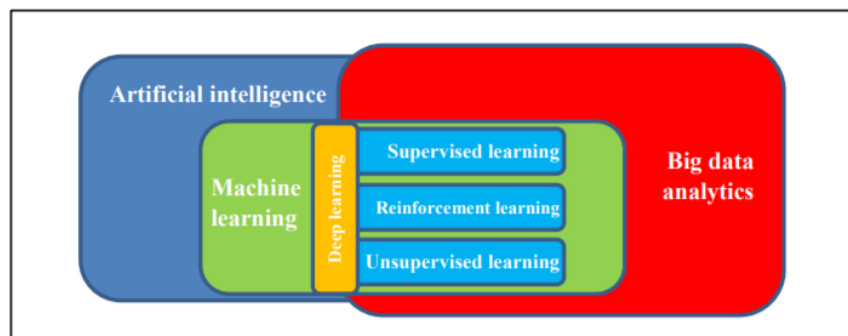 Artificial intelligence
Machine
learning
Deep learning
Supervised learning
Reinforcement learning
Unsupervised learning
Big data
analytics